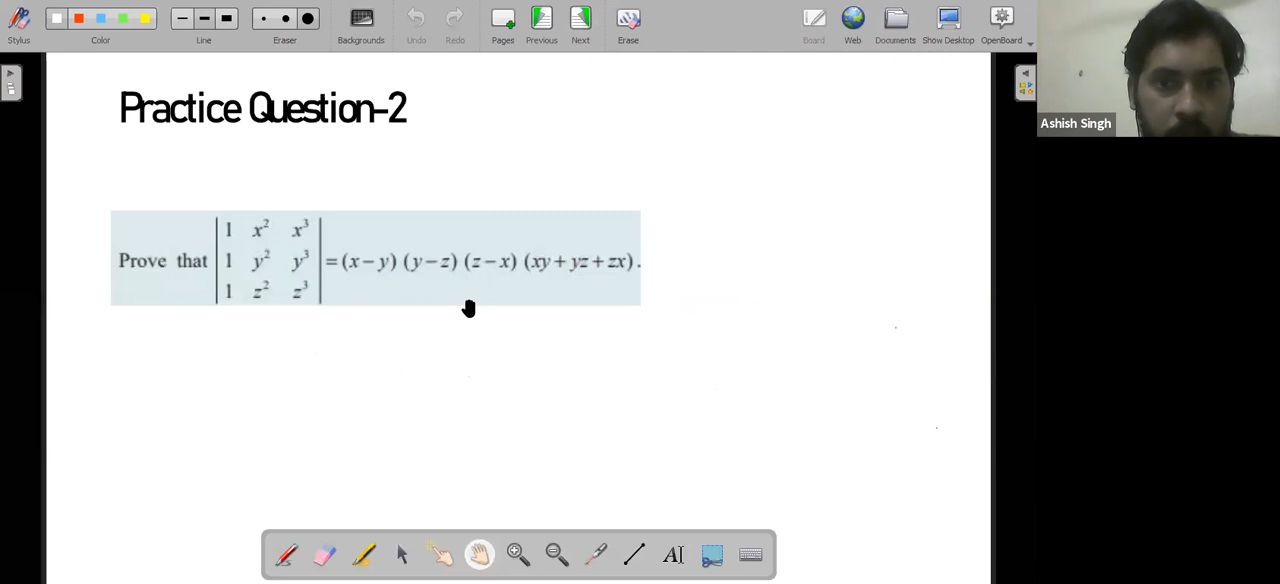 Stylus Color Line Eraser Backgrounds Undo Redo Pages Previous Next Erase Board Web Documents Show Desktop OpenBoard
Ashish Singh
Practice Question-2
1 x² x³
Prove that 1 y² y³ = (x−y) (y−z) (z−x) (xy+yz+zx).
1 z² z³